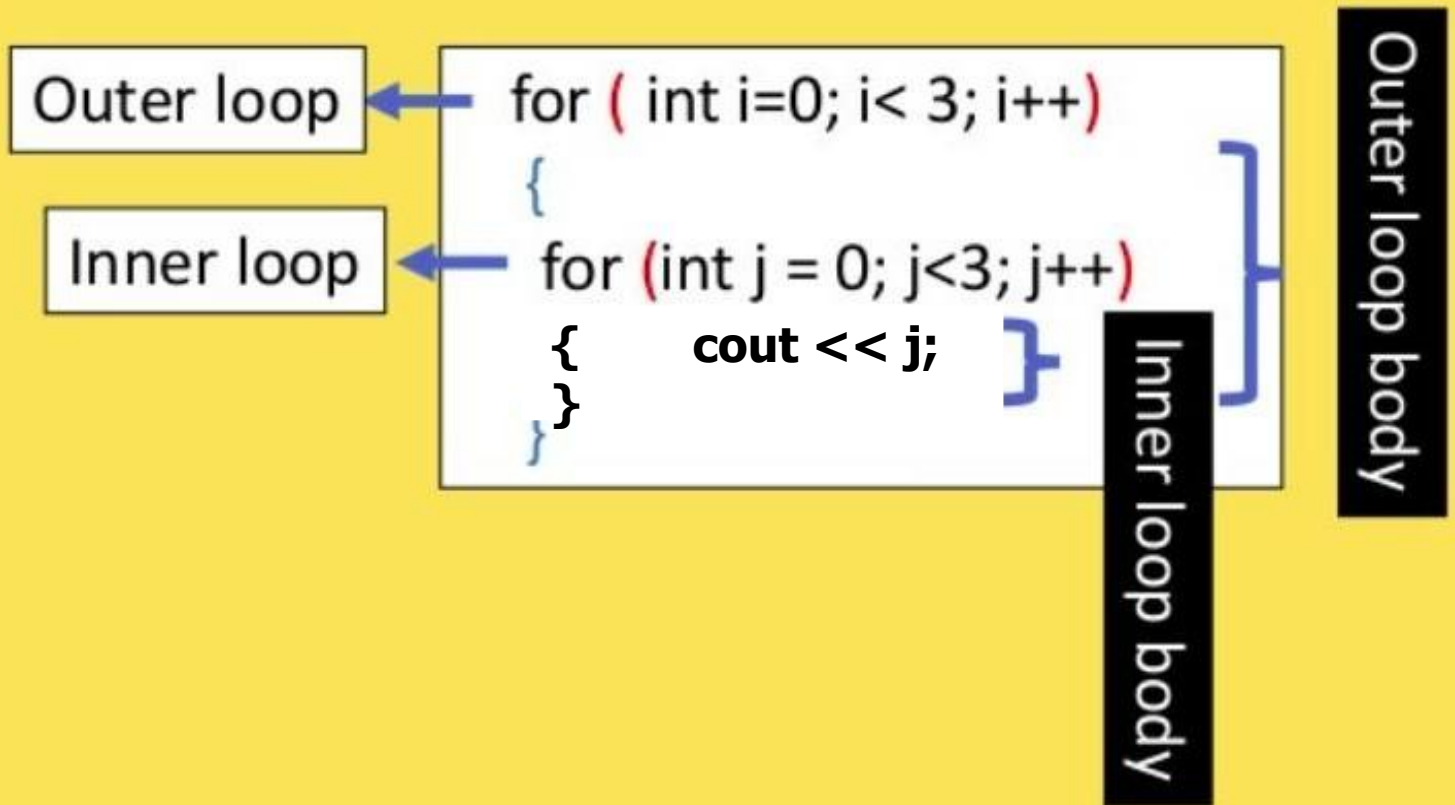 Outer loop
for ( int i=0; i< 3; i++)
{
Inner loop
for (int j = 0; j<3; j++)
{ cout << j;
}
}
Inner loop body
Outer loop body